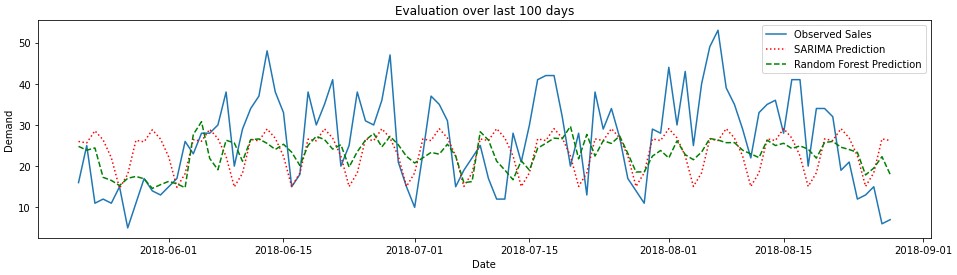 Evaluation over last 100 days
Observed Sales
SARIMA Prediction
Random Forest Prediction
Demand
50
40
30
20
10
2018-06-01 2018-06-15 2018-07-01 2018-07-15 2018-08-01 2018-08-15 2018-09-01
Date